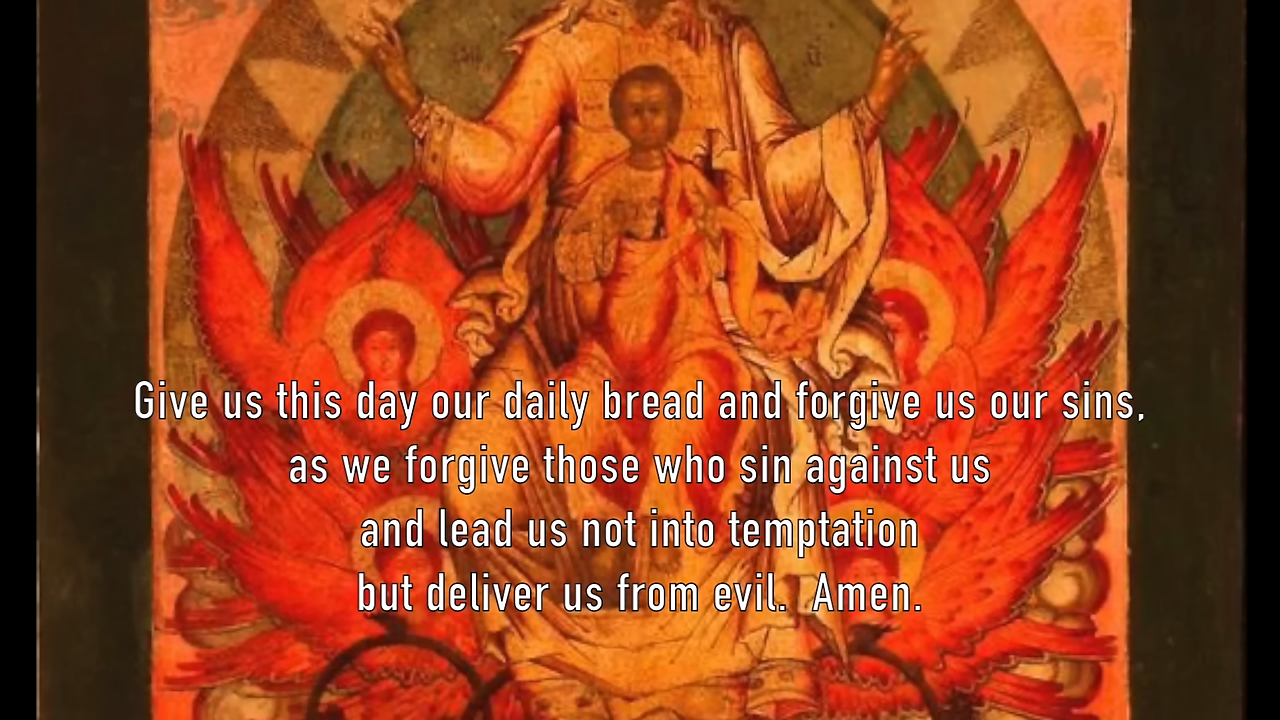 Give us this day our daily bread and forgive us our sins,
as we forgive those who sin against us
and lead us not into temptation
but deliver us from evil.  Amen.